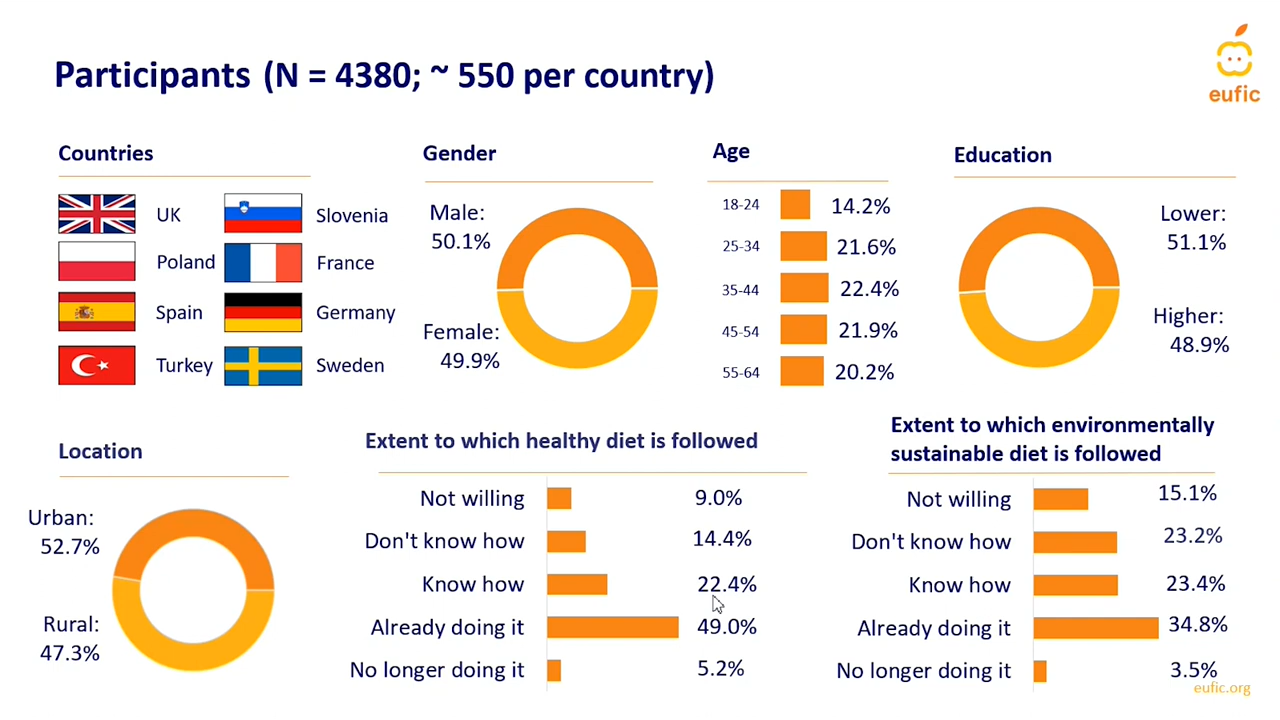 Participants (N = 4380; ~ 550 per country)
eufic
Countries
UK
Slovenia
Poland
France
Spain
Germany
Turkey
Sweden
Gender
Male:
50.1%
Female:
49.9%
Age
18-24 14.2%
25-34 21.6%
35-44 22.4%
45-54 21.9%
55-64 20.2%
Education
Lower:
51.1%
Higher:
48.9%
Location
Urban:
52.7%
Rural:
47.3%
Extent to which healthy diet is followed
Not willing 9.0%
Don't know how 14.4%
Know how 22.4%
Already doing it 49.0%
No longer doing it 5.2%
Extent to which environmentally
sustainable diet is followed
Not willing 15.1%
Don't know how 23.2%
Know how 23.4%
Already doing it 34.8%
No longer doing it 3.5%
eufic.org